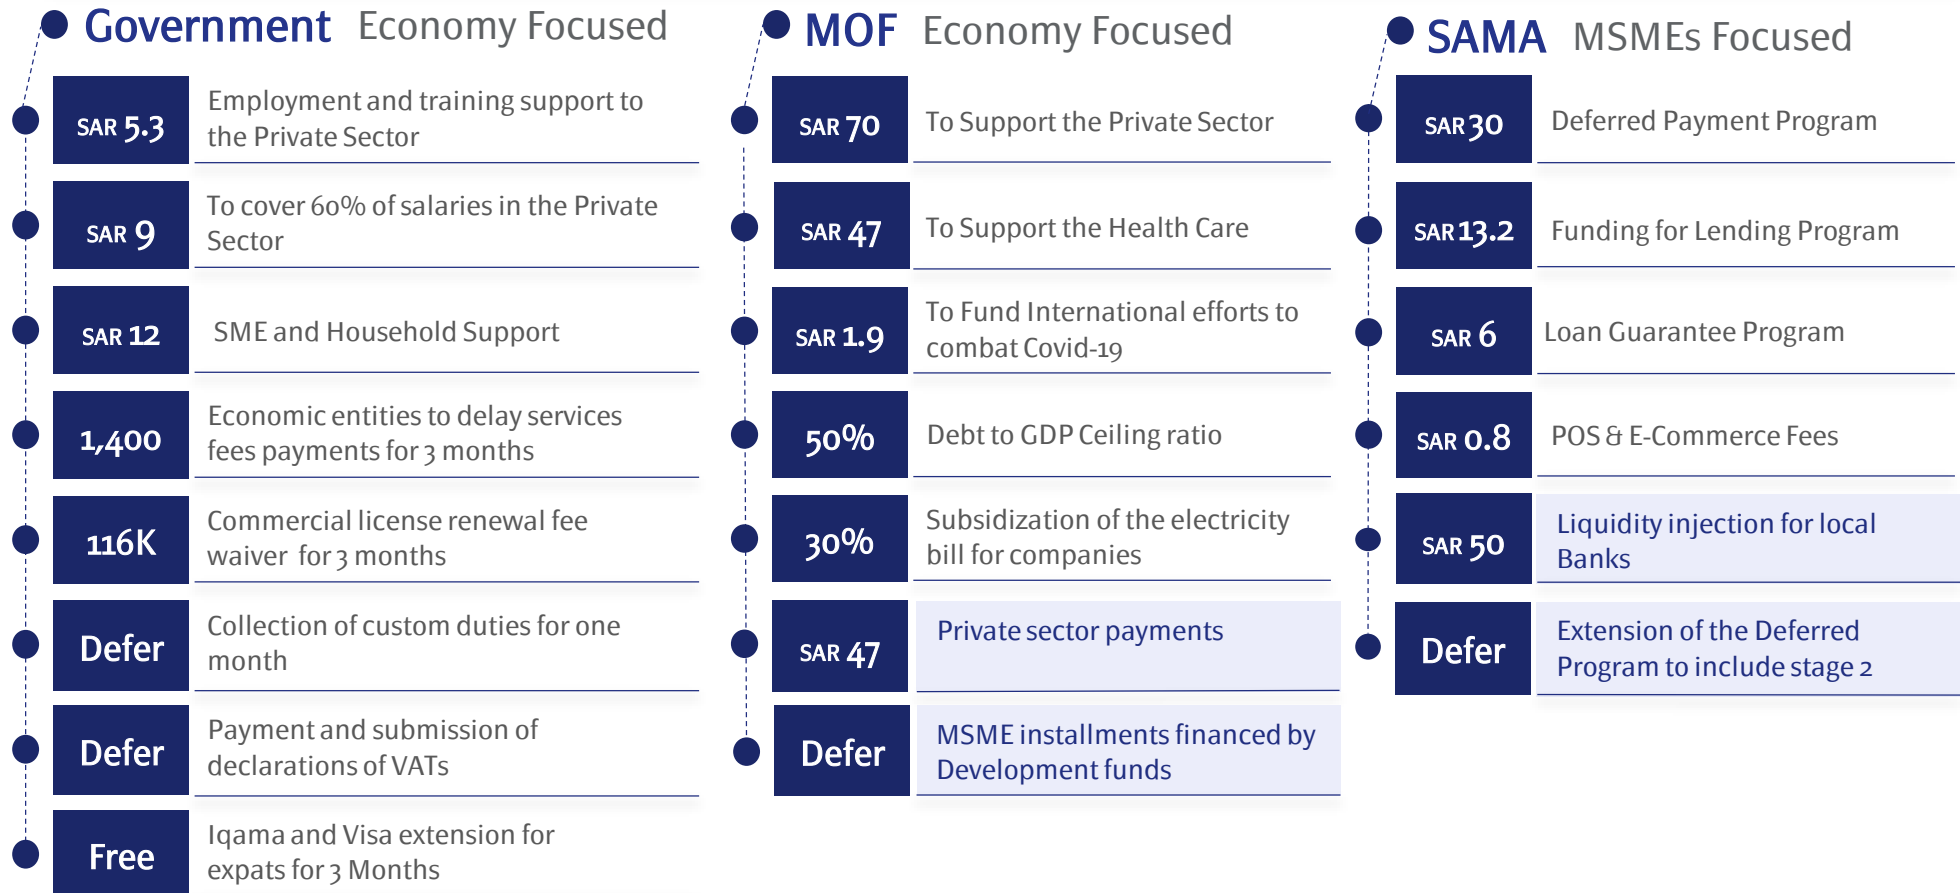 Government Economy Focused
SAR 5.3
Employment and training support to
the Private Sector
SAR 9
To cover 60% of salaries in the Private
Sector
SAR 12
SME and Household Support
1,400
Economic entities to delay services
fees payments for 3 months
116K
Commercial license renewal fee
waiver for 3 months
Defer
Collection of custom duties for one
month
Defer
Payment and submission of
declarations of VATs
Free
Iqama and Visa extension for
expats for 3 Months
MOF Economy Focused
SAR 70
To Support the Private Sector
SAR 47
To Support the Health Care
SAR 1.9
To Fund International efforts to
combat Covid-19
50%
Debt to GDP Ceiling ratio
30%
Subsidization of the electricity
bill for companies
SAR 47
Private sector payments
Defer
MSME installments financed by
Development funds
SAMA MSMEs Focused
SAR 30
Deferred Payment Program
SAR 13.2
Funding for Lending Program
SAR 6
Loan Guarantee Program
SAR 0.8
POS & E-Commerce Fees
SAR 50
Liquidity injection for local
Banks
Defer
Extension of the Deferred
Program to include stage 2